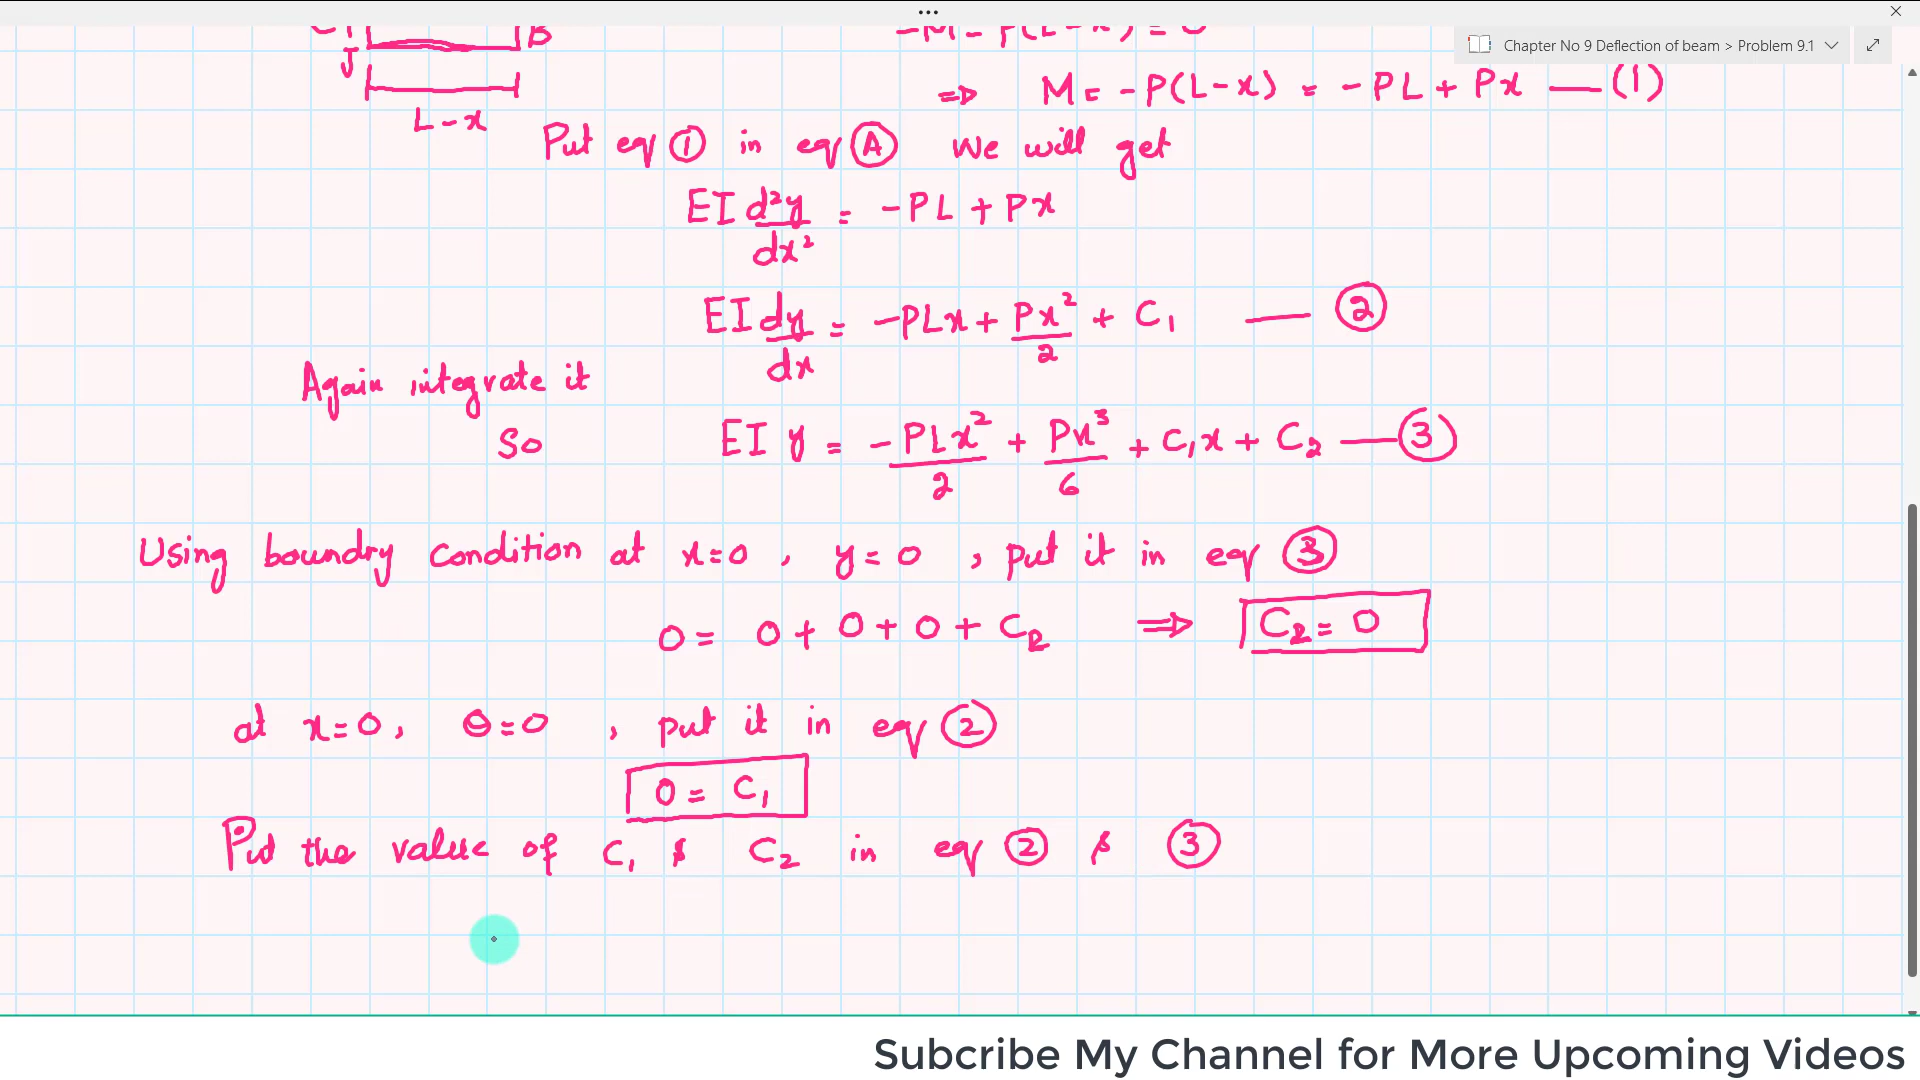 Chapter No 9 Deflection of beam > Problem 9.1
J B
-M - P(L-x) = 0
⇒ M = -P(L-x) = -PL + Px — (1)
L-x
Put eq ① in eq Ⓐ We will get
EI d²y/dx² = -PL + Px
EI dy/dx = -PLx + Px²/2 + C₁ — ②
Again integrate it
So EI y = -PLx²/2 + Px³/6 + C₁x + C₂ — ③
Using boundry condition at x=0, y=0, put it in eq ③
0 = 0 + 0 + 0 + C₂ ⇒ C₂ = 0
at x=0, θ=0, put it in eq ②
0 = C₁
Put the value of C₁ & C₂ in eq ② & ③
Subcribe My Channel for More Upcoming Videos